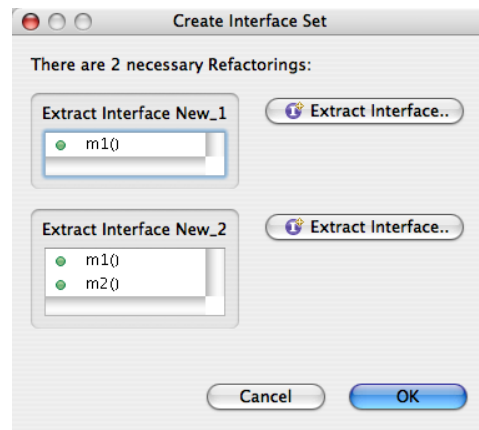 Create Interface Set
There are 2 necessary Refactorings:
Extract Interface New_1
Extract Interface..
m1()
Extract Interface New_2
Extract Interface..
m1()
m2()
Cancel
OK